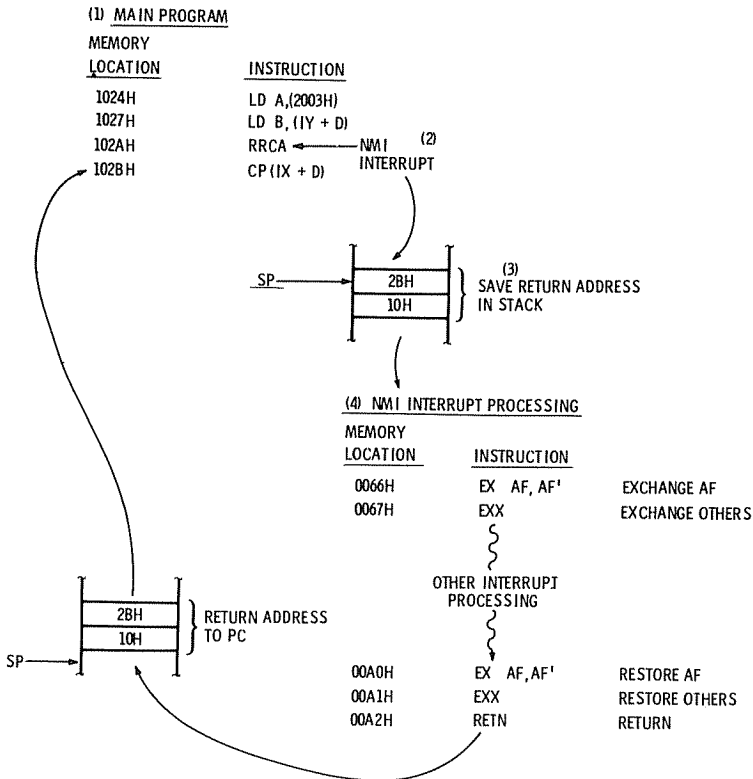 (1) MAIN PROGRAM
MEMORY
LOCATION INSTRUCTION
1024H LD A,(2003H)
1027H LD B, (IY + D)
102AH RRCA NMI (2)
INTERRUPT
102BH CP (IX + D)
SP 2BH
10H
(3)
SAVE RETURN ADDRESS
IN STACK
(4) NMI INTERRUPT PROCESSING
MEMORY
LOCATION INSTRUCTION
0066H EX AF, AF' EXCHANGE AF
0067H EXX EXCHANGE OTHERS
OTHER INTERRUPT
PROCESSING
2BH
10H
RETURN ADDRESS
TO PC
SP
00A0H EX AF, AF' RESTORE AF
00A1H EXX RESTORE OTHERS
00A2H RETN RETURN